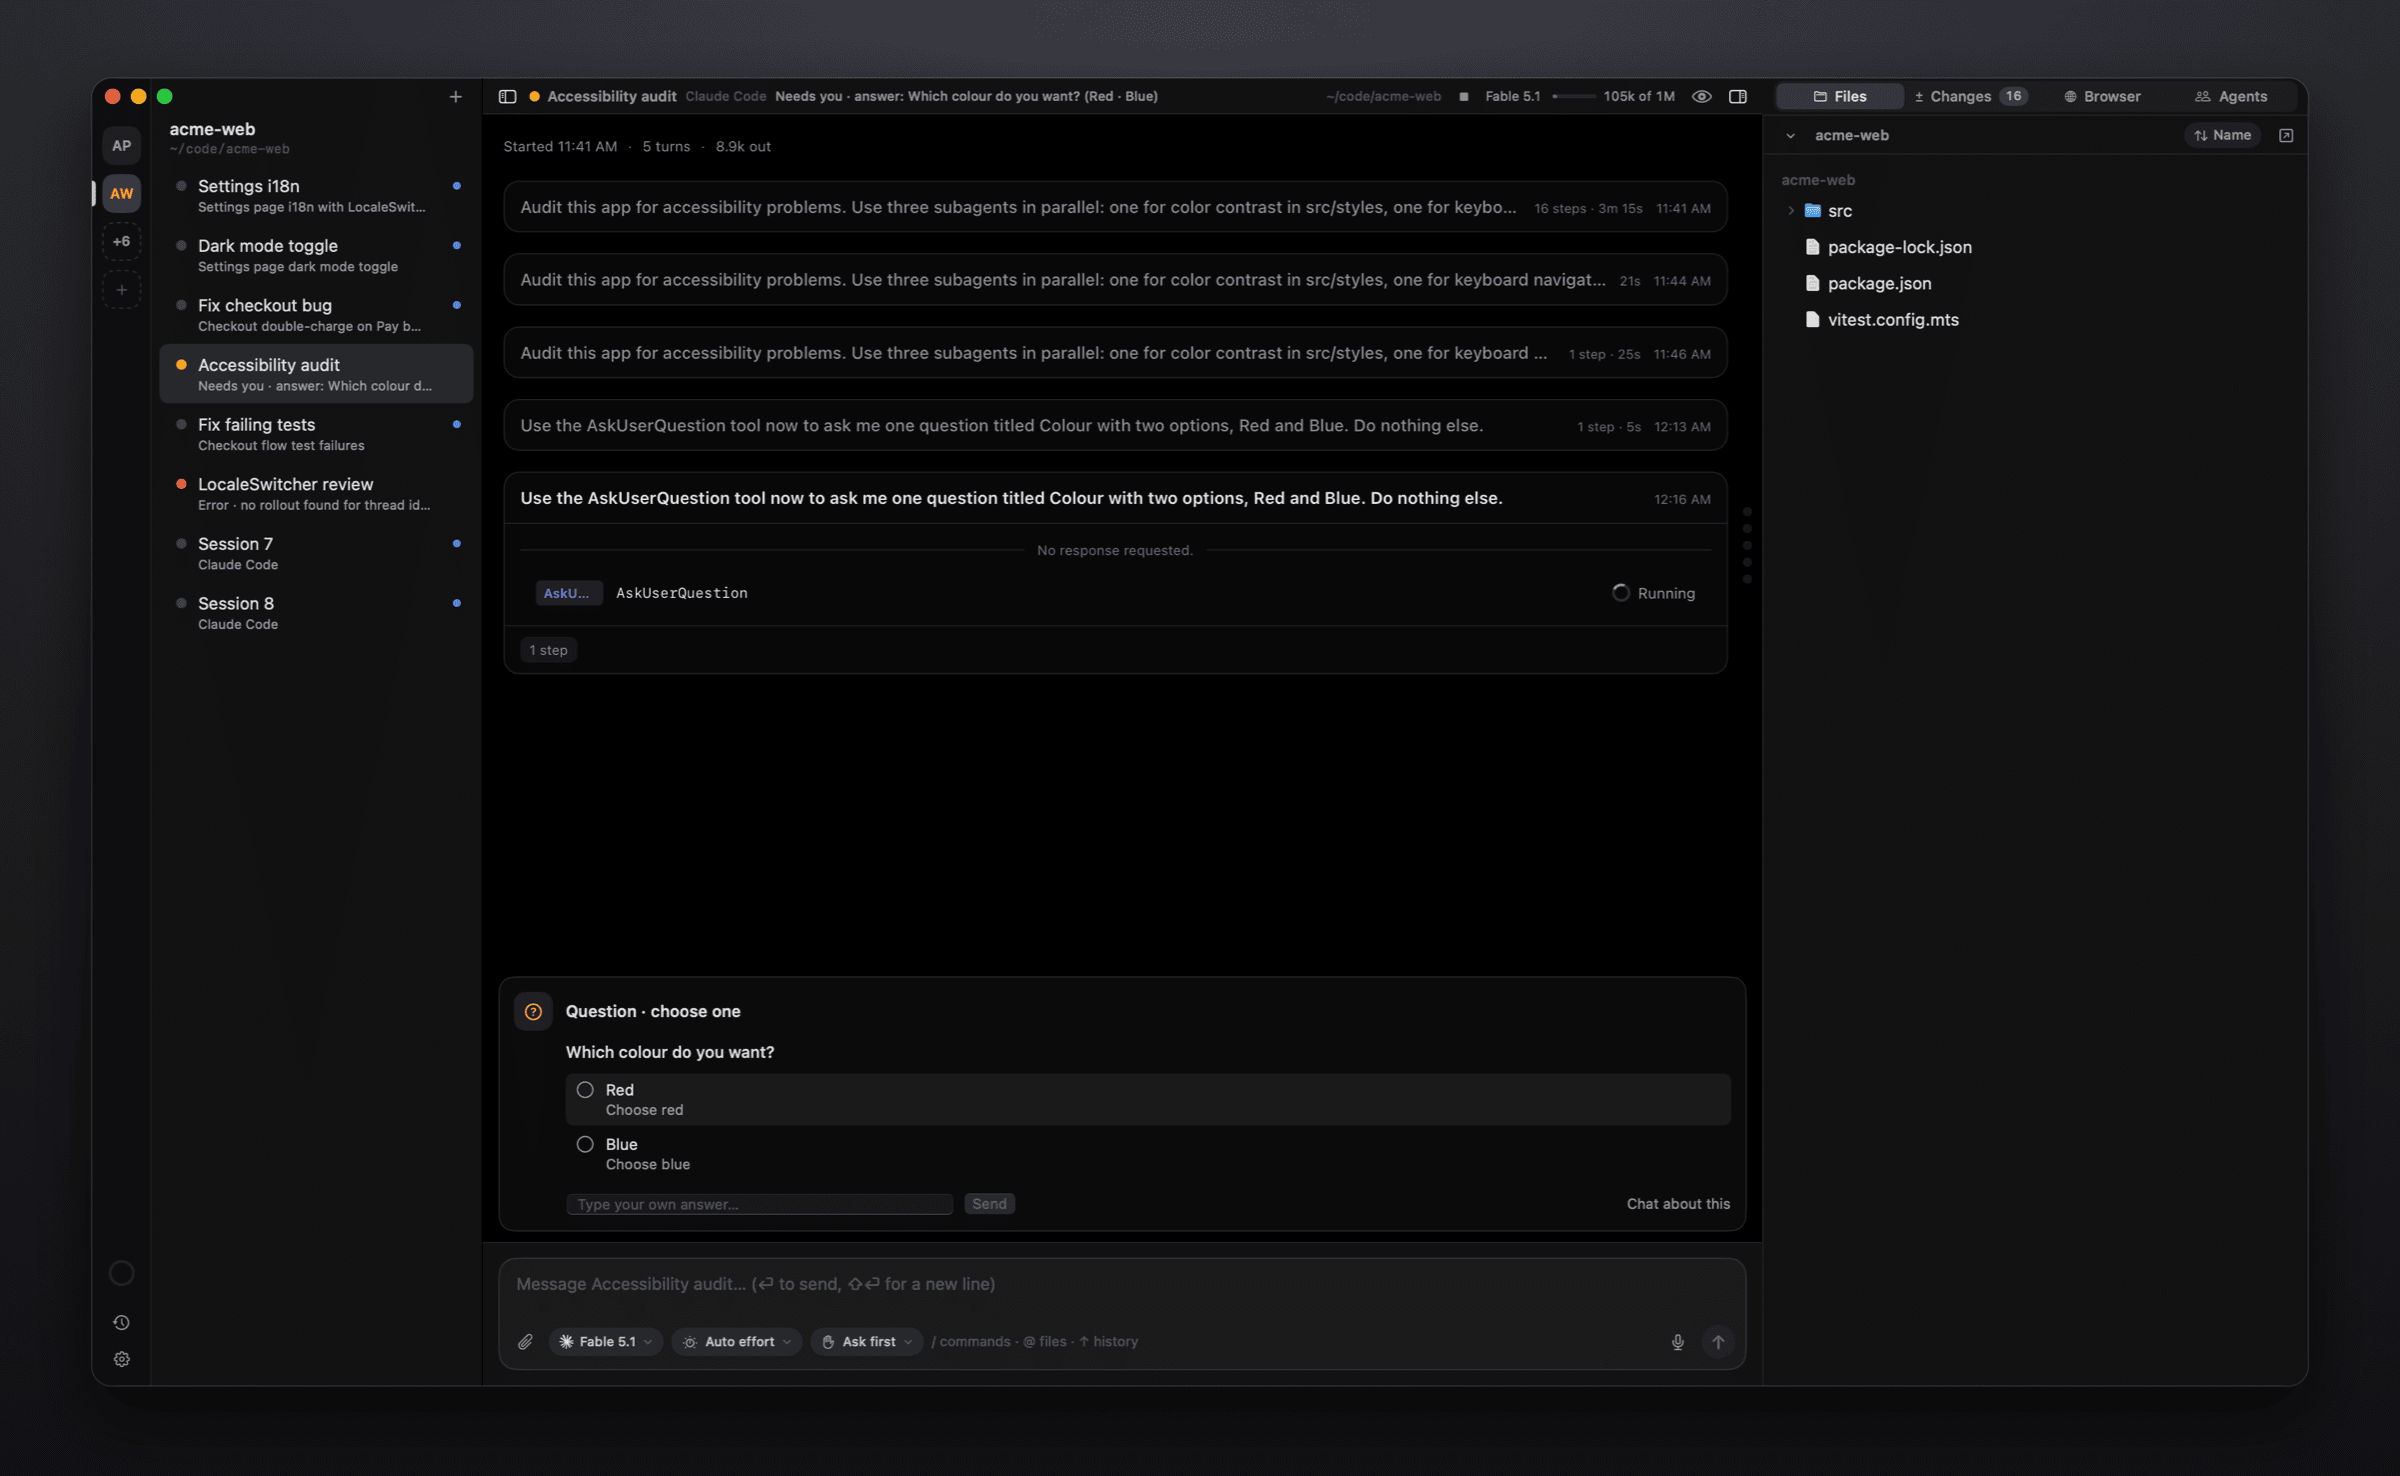 acme-web
~/code/acme-web
AP
AW
+6
Settings i18n
Settings page i18n with LocaleSwit...
Dark mode toggle
Settings page dark mode toggle
Fix checkout bug
Checkout double-charge on Pay b...
Accessibility audit
Needs you · answer: Which colour d...
Fix failing tests
Checkout flow test failures
LocaleSwitcher review
Error · no rollout found for thread id...
Session 7
Claude Code
Session 8
Claude Code
Accessibility audit Claude Code Needs you · answer: Which colour do you want? (Red · Blue) ~/code/acme-web Fable 5.1 105k of 1M
Started 11:41 AM · 5 turns · 8.9k out
Audit this app for accessibility problems. Use three subagents in parallel: one for color contrast in src/styles, one for keybo... 16 steps · 3m 15s 11:41 AM
Audit this app for accessibility problems. Use three subagents in parallel: one for color contrast in src/styles, one for keyboard navigat... 21s 11:44 AM
Audit this app for accessibility problems. Use three subagents in parallel: one for color contrast in src/styles, one for keyboard ... 1 step · 25s 11:46 AM
Use the AskUserQuestion tool now to ask me one question titled Colour with two options, Red and Blue. Do nothing else. 1 step · 5s 12:13 AM
Use the AskUserQuestion tool now to ask me one question titled Colour with two options, Red and Blue. Do nothing else. 12:16 AM
No response requested.
AskU... AskUserQuestion Running
1 step
Question · choose one
Which colour do you want?
Red
Choose red
Blue
Choose blue
Type your own answer... Send Chat about this
Message Accessibility audit... (⏎ to send, ⇧⏎ for a new line)
Fable 5.1 Auto effort Ask first / commands · @ files · ↑ history
Files ± Changes 16 Browser Agents
acme-web ↑↓ Name
acme-web
src
package-lock.json
package.json
vitest.config.mts